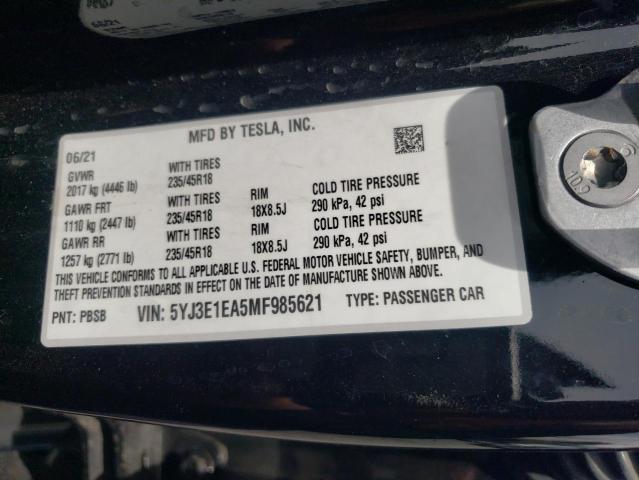 06/21
MFD BY TESLA, INC.
06/21
GVWR WITH TIRES
2017 kg (4446 lb) 235/45R18
GAWR FRT WITH TIRES RIM COLD TIRE PRESSURE
1110 kg (2447 lb) 235/45R18 18X8.5J 290 kPa, 42 psi
GAWR RR WITH TIRES RIM COLD TIRE PRESSURE
1257 kg (2771 lb) 235/45R18 18X8.5J 290 kPa, 42 psi
THIS VEHICLE CONFORMS TO ALL APPLICABLE U.S. FEDERAL MOTOR VEHICLE SAFETY, BUMPER, AND
THEFT PREVENTION STANDARDS IN EFFECT ON THE DATE OF MANUFACTURE SHOWN ABOVE.
PNT: PBSB VIN: 5YJ3E1EA5MF985621 TYPE: PASSENGER CAR
10.9